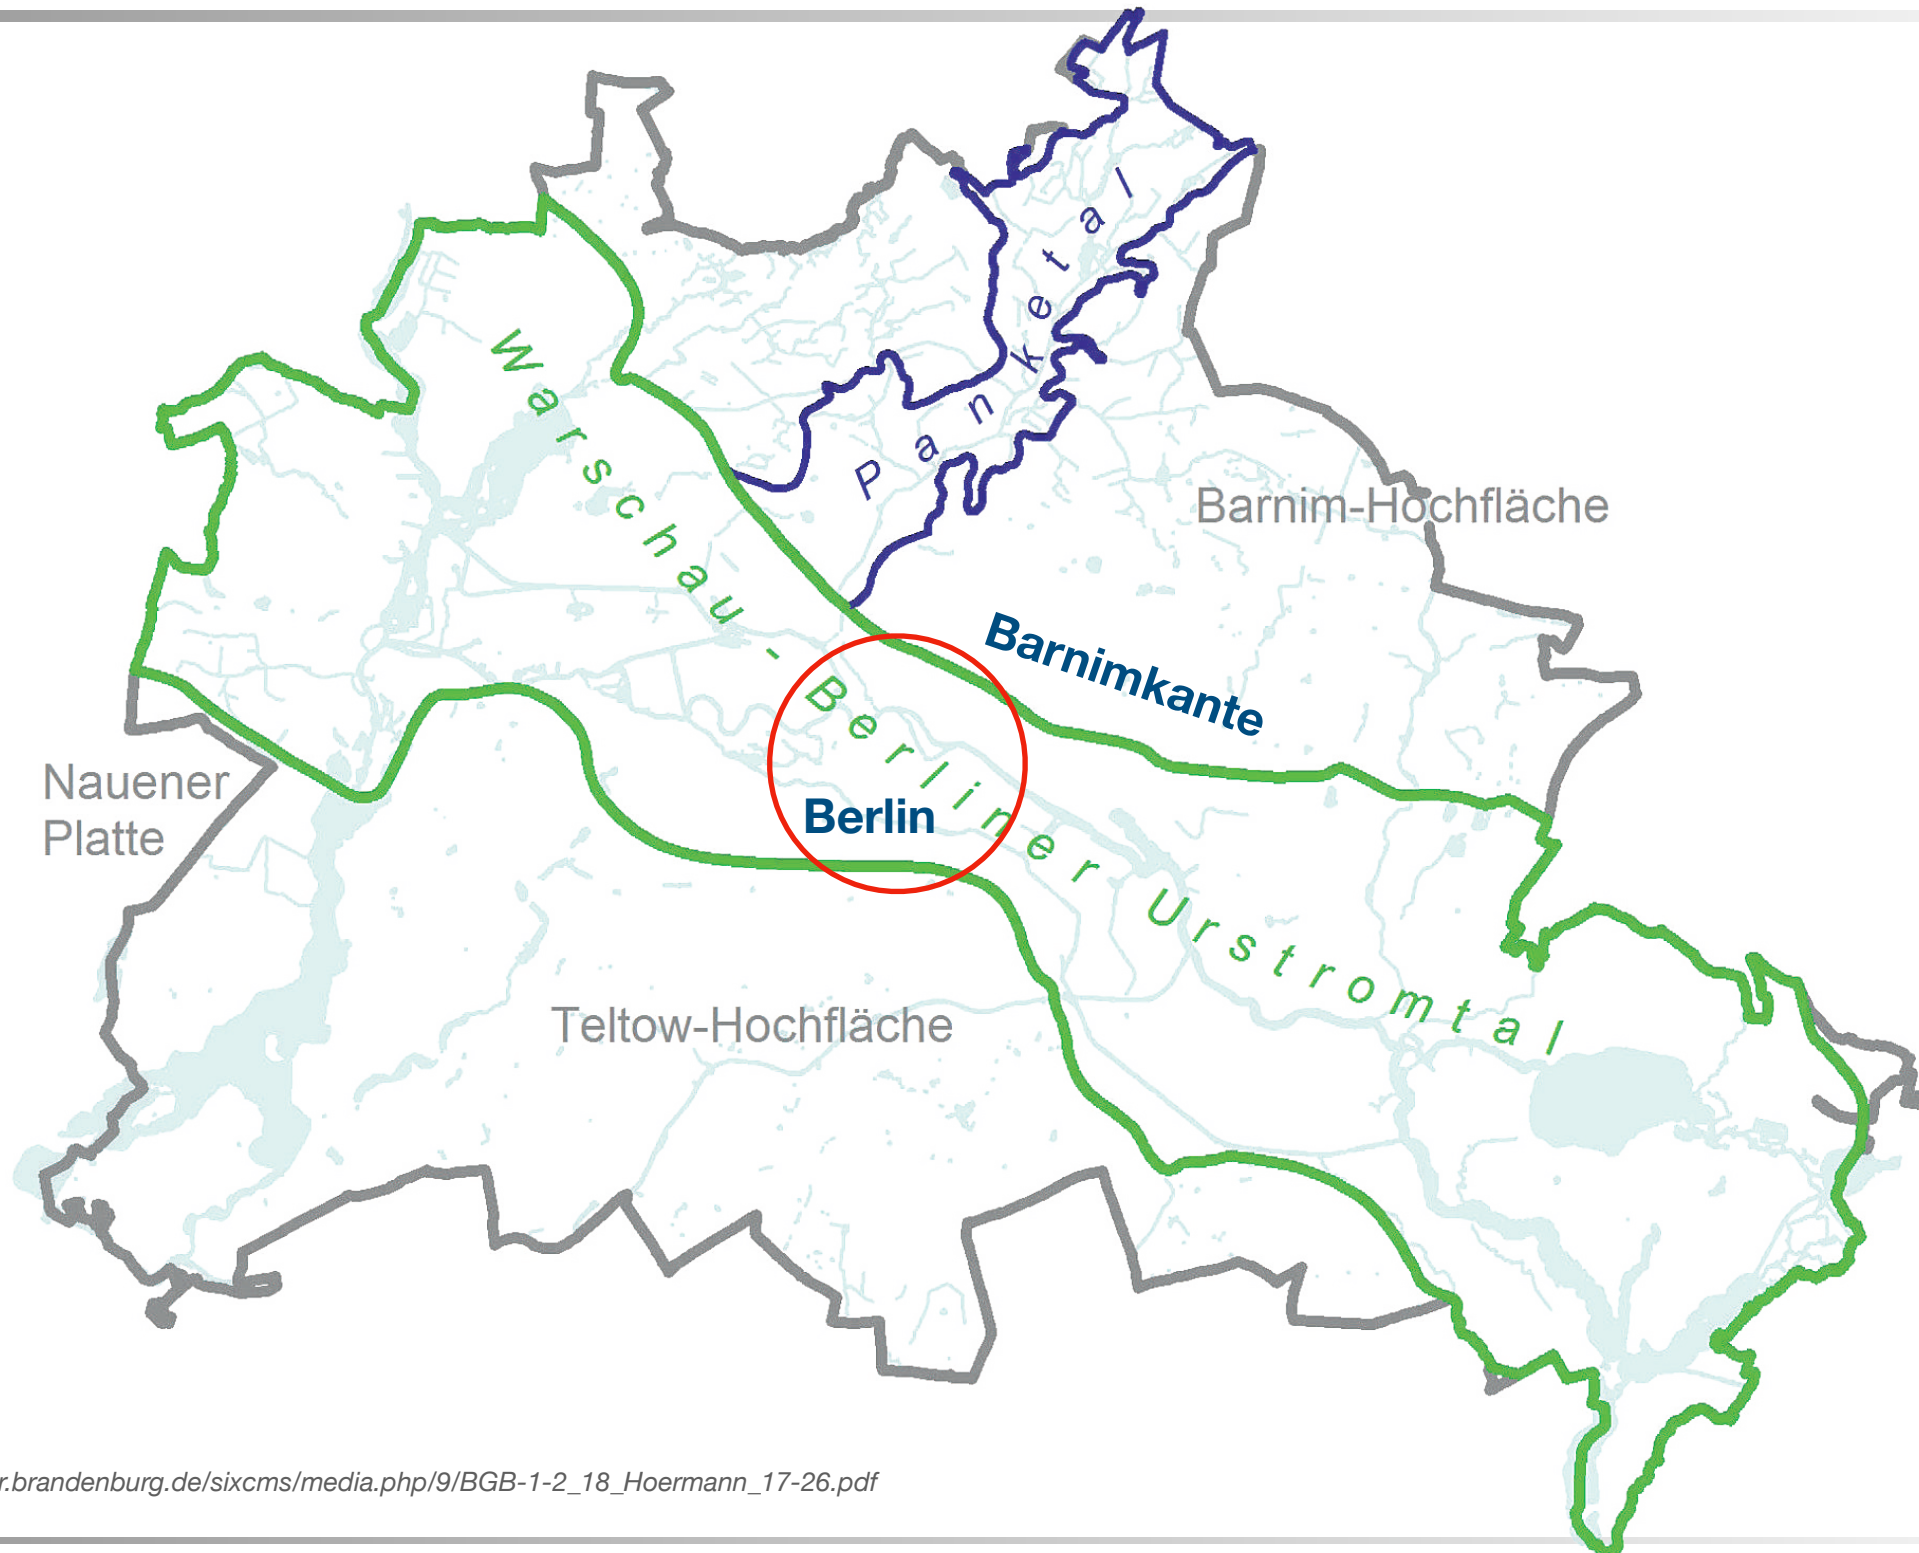 Panketal
Warschau-Berliner Urstromtal
Barnim-Hochfläche
Barnimkante
Nauener
Platte
Berlin
Teltow-Hochfläche
r.brandenburg.de/sixcms/media.php/9/BGB-1-2_18_Hoermann_17-26.pdf